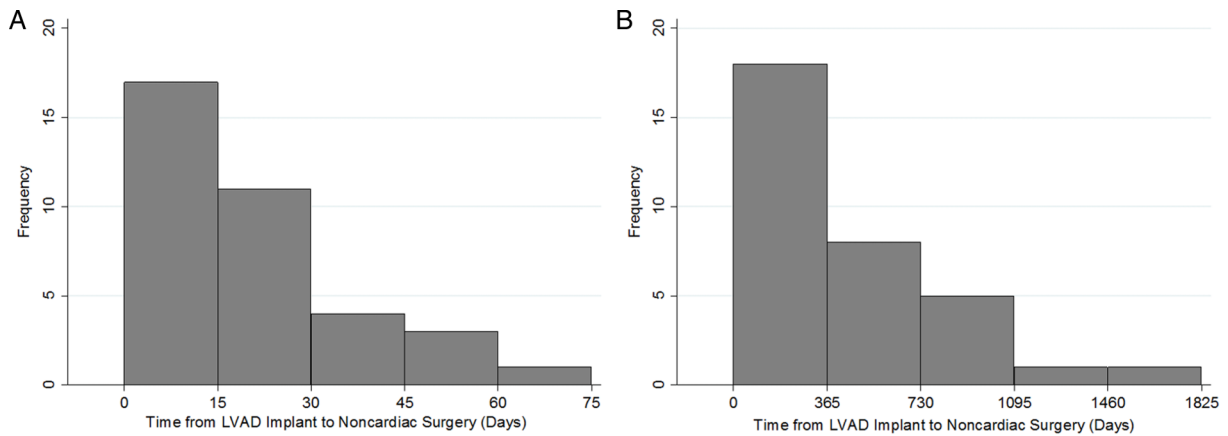 A
20
15
10
5
0
Frequency
0 15 30 45 60 75
Time from LVAD Implant to Noncardiac Surgery (Days)
B
20
15
10
5
0
Frequency
0 365 730 1095 1460 1825
Time from LVAD Implant to Noncardiac Surgery (Days)